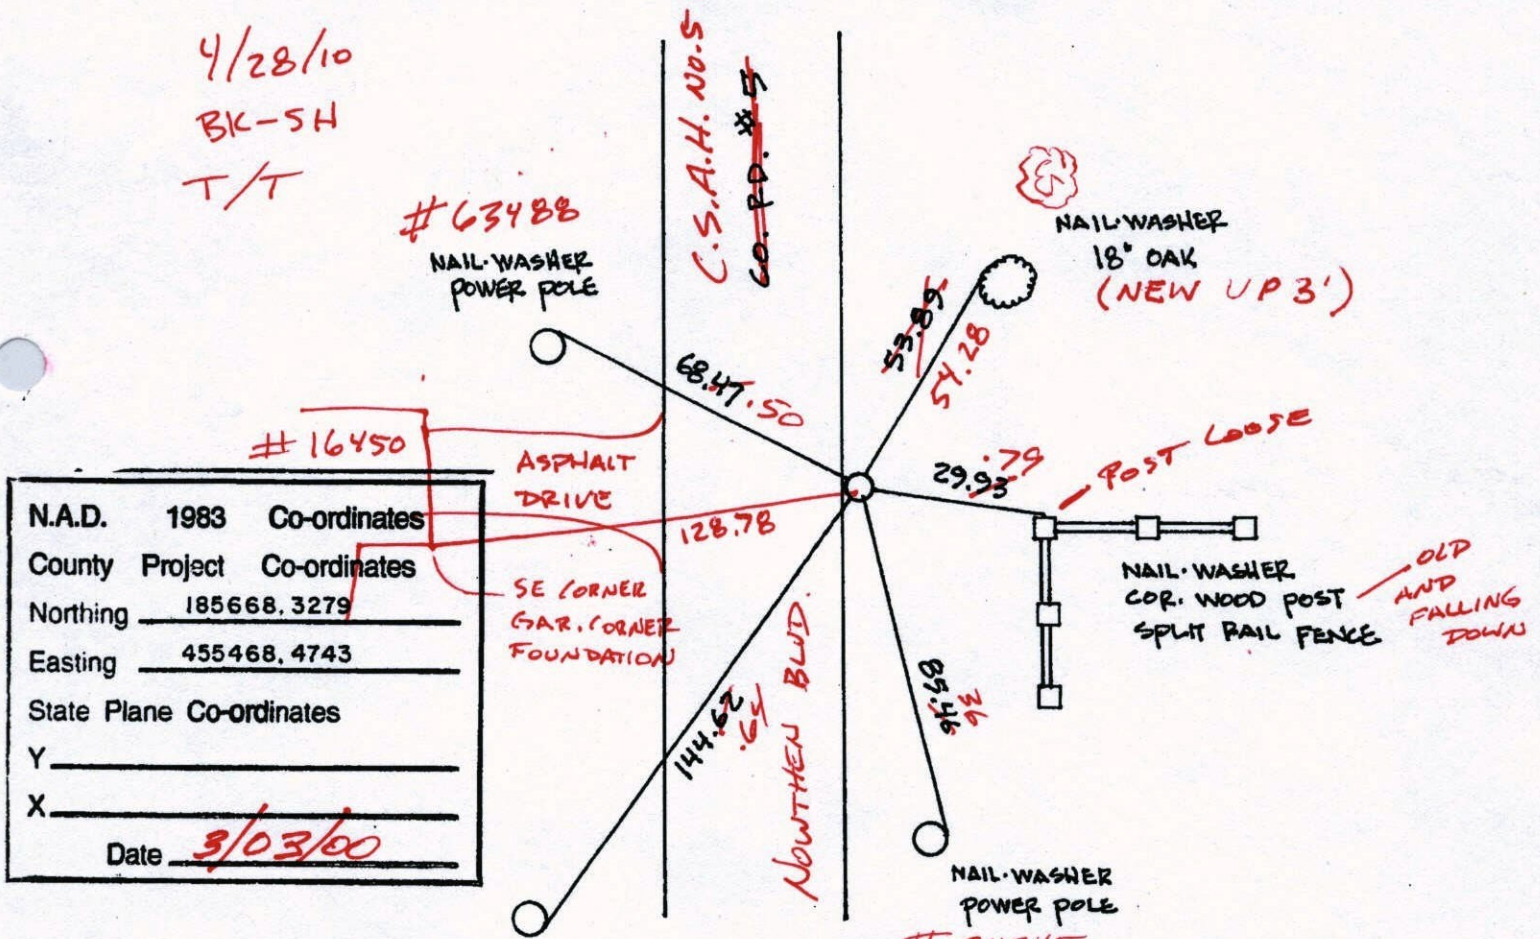 4/28/10
BK-5H
T/T
#63488
NAIL·WASHER
POWER POLE
C.S.A.H. No.5
CO. RD. #5
NAIL·WASHER
18" OAK
(NEW UP 3')
53.89
54.28
68.47
.50
#16450
ASPHALT
DRIVE
128.78
29.93
.79
POST LOOSE
NAIL·WASHER
COR. WOOD POST
SPLIT RAIL FENCE
OLD
AND
FALLING
DOWN
SE CORNER
GAR. CORNER
FOUNDATION
N.A.D. 1983 Co-ordinates
County Project Co-ordinates
Northing 185668.3279
Easting 455468.4743
State Plane Co-ordinates
Y
X
Date 3/03/00
144.62
.65
NOWTHEN BLVD.
85.46
36
NAIL·WASHER
POWER POLE